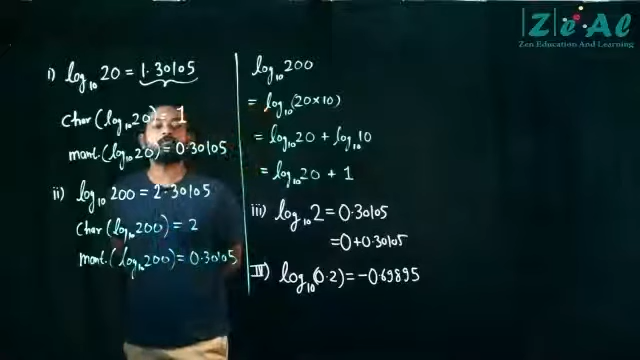 |Z|eAL
Zen Education And Learning
i) log₁₀ 20 = 1.30105
Char (log₁₀ 20) = 1
mant. (log₁₀ 20) = 0.30105
ii) log₁₀ 200 = 2.30105
Char (log₁₀ 200) = 2
mant. (log₁₀ 200) = 0.30105
log₁₀ 200
= log₁₀ (20×10)
= log₁₀ 20 + log₁₀ 10
= log₁₀ 20 + 1
iii) log₁₀ 2 = 0.30105
= 0 + 0.30105
IV) log₁₀ (0.2) = -0.69895